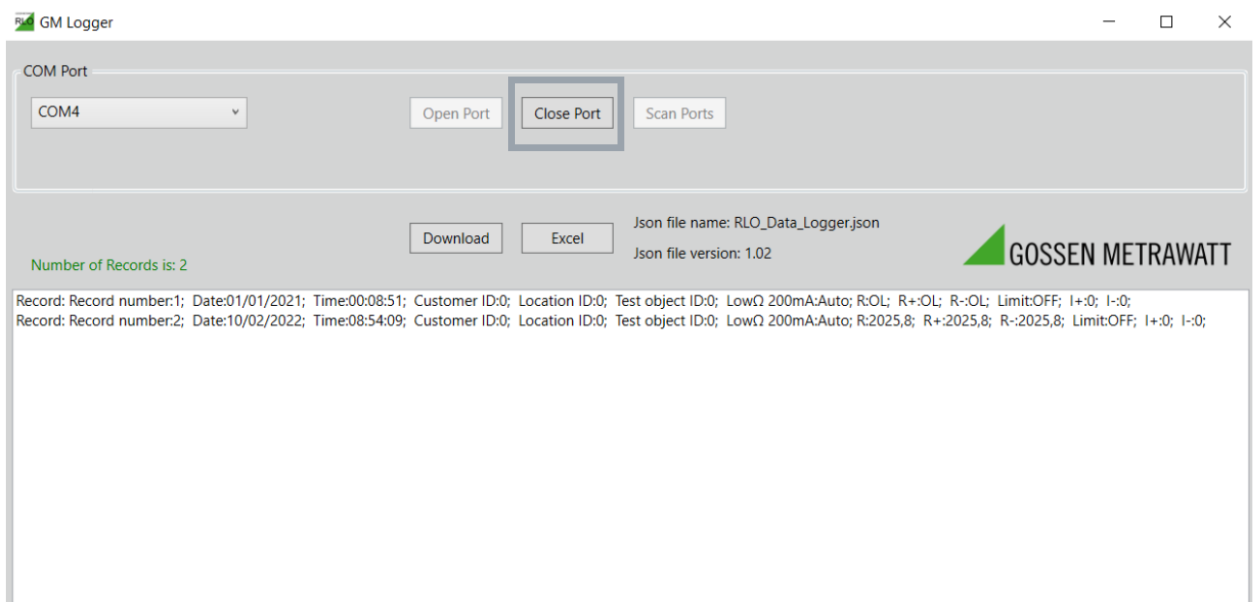 RLO GM Logger
COM Port
COM4 Open Port Close Port Scan Ports
Json file name: RLO_Data_Logger.json
Download Excel
Json file version: 1.02
GOSSEN METRAWATT
Number of Records is: 2
Record: Record number:1; Date:01/01/2021; Time:00:08:51; Customer ID:0; Location ID:0; Test object ID:0; LowΩ 200mA:Auto; R:OL; R+:OL; R-:OL; Limit:OFF; I+:0; I-:0;
Record: Record number:2; Date:10/02/2022; Time:08:54:09; Customer ID:0; Location ID:0; Test object ID:0; LowΩ 200mA:Auto; R:2025,8; R+:2025,8; R-:2025,8; Limit:OFF; I+:0; I-:0;